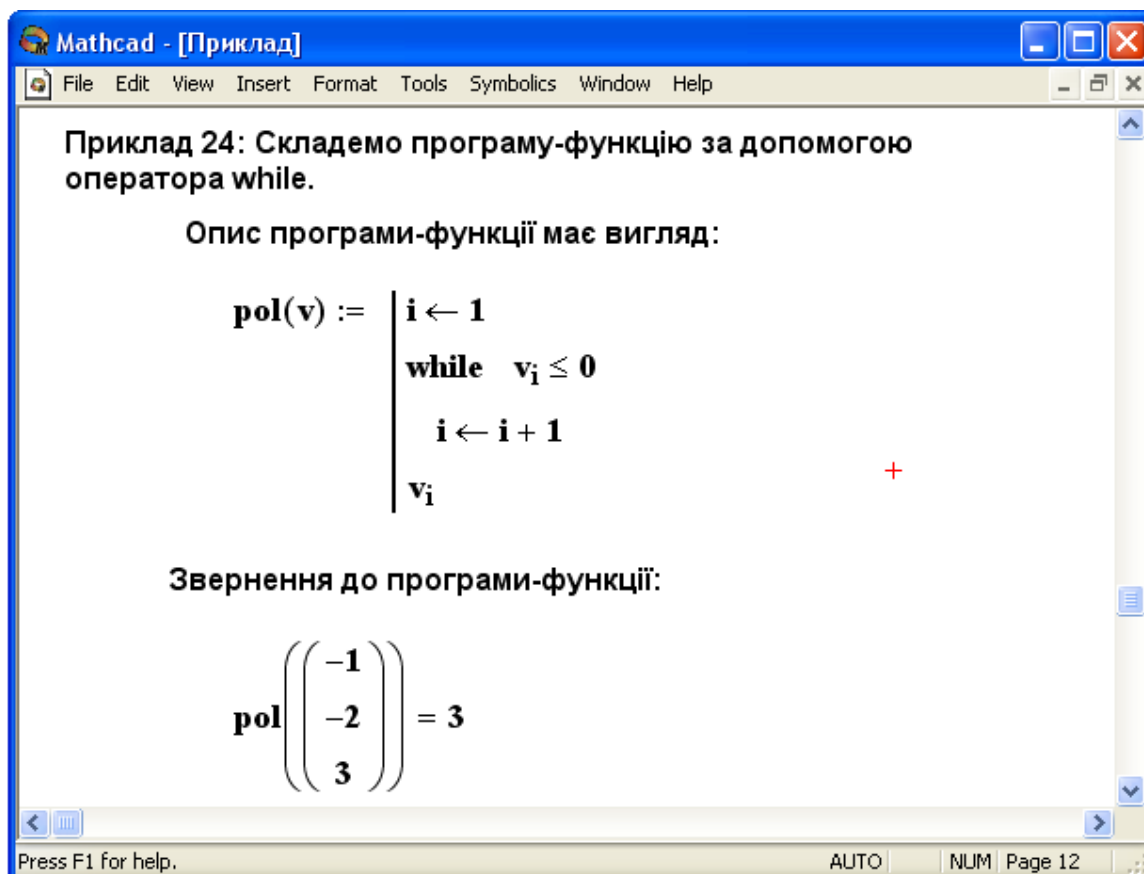 Mathcad - [Приклад]
File Edit View Insert Format Tools Symbolics Window Help
Приклад 24: Складемо програму-функцію за допомогою
оператора while.
Опис програми-функції має вигляд:
pol(v) := | i ← 1
while vᵢ ≤ 0
i ← i + 1
vᵢ
Звернення до програми-функції:
-1
pol((-2)) = 3
3
Press F1 for help. AUTO NUM Page 12